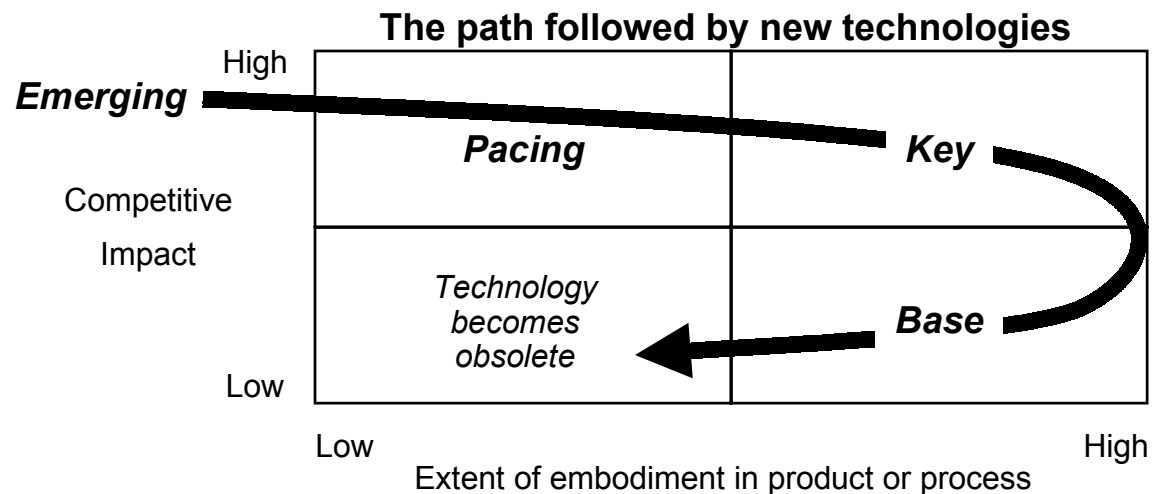 The path followed by new technologies
High
Emerging
Pacing
Key
Competitive
Impact
Technology
becomes
obsolete
Base
Low
Low
High
Extent of embodiment in product or process